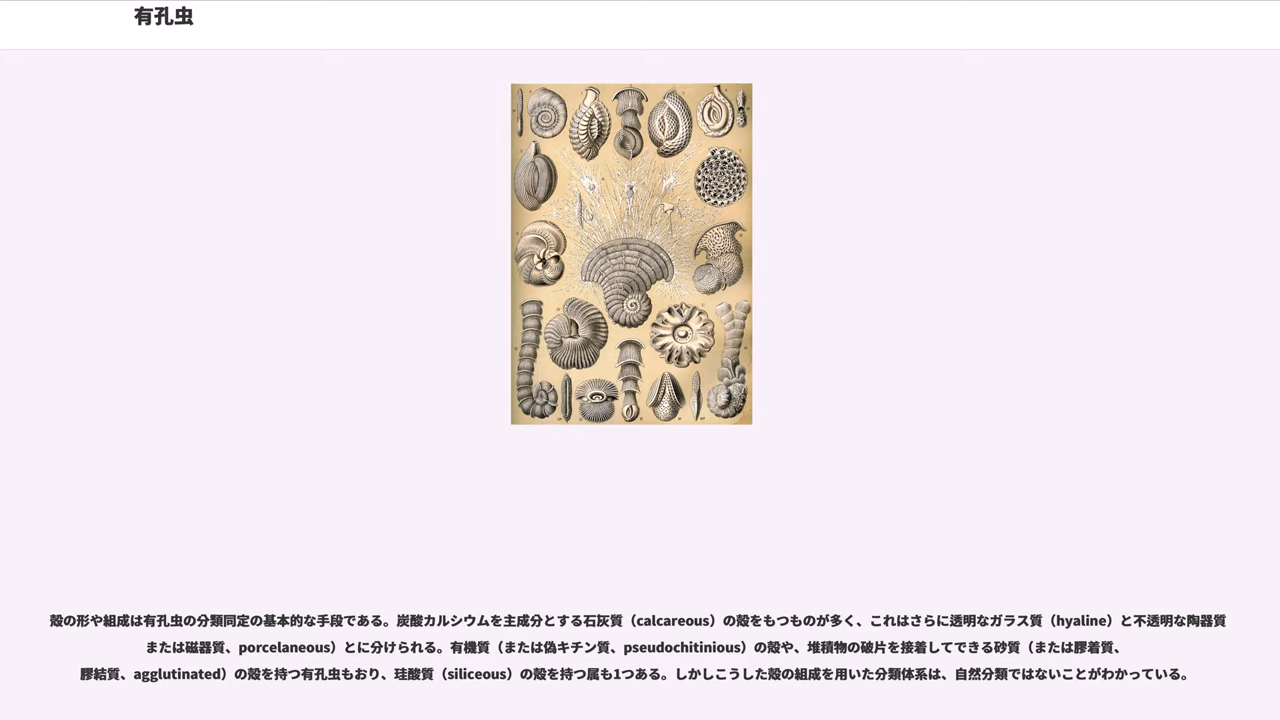 有孔虫
殻の形や組成は有孔虫の分類同定の基本的な手段である。炭酸カルシウムを主成分とする石灰質（calcareous）の殻をもつものが多く、これはさらに透明なガラス質（hyaline）と不透明な陶器質
または磁器質、porcelaneous）とに分けられる。有機質（または偽キチン質、pseudochitinious）の殻や、堆積物の破片を接着してできる砂質（または膠着質、
膠結質、agglutinated）の殻を持つ有孔虫もおり、珪酸質（siliceous）の殻を持つ属も1つある。しかしこうした殻の組成を用いた分類体系は、自然分類ではないことがわかっている。